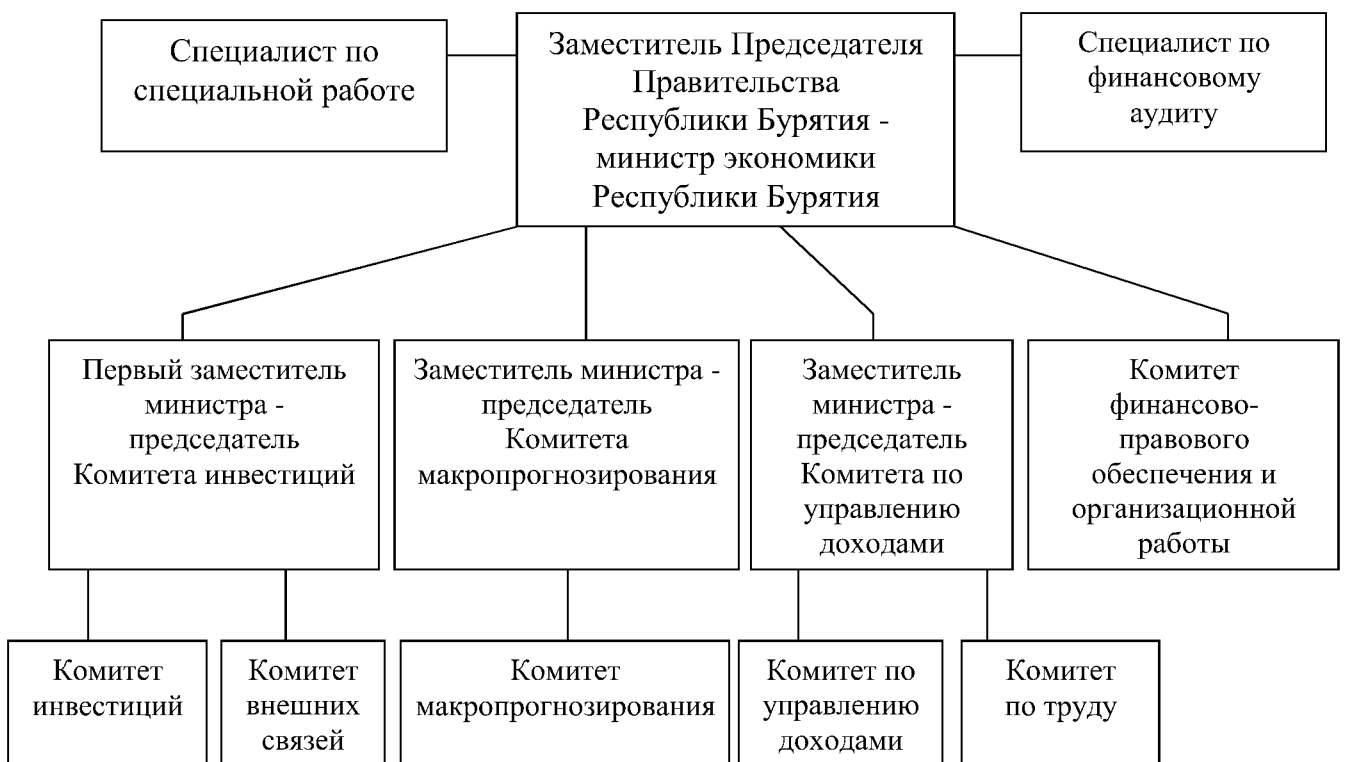 Специалист по
специальной работе
Заместитель Председателя
Правительства
Республики Бурятия -
министр экономики
Республики Бурятия
Специалист по
финансовому
аудиту
Первый заместитель
министра -
председатель
Комитета инвестиций
Заместитель министра -
председатель
Комитета
макропрогнозирования
Заместитель
министра -
председатель
Комитета по
управлению
доходами
Комитет
финансово-
правового
обеспечения и
организационной
работы
Комитет
инвестиций
Комитет
внешних
связей
Комитет
макропрогнозирования
Комитет по
управлению
доходами
Комитет
по труду